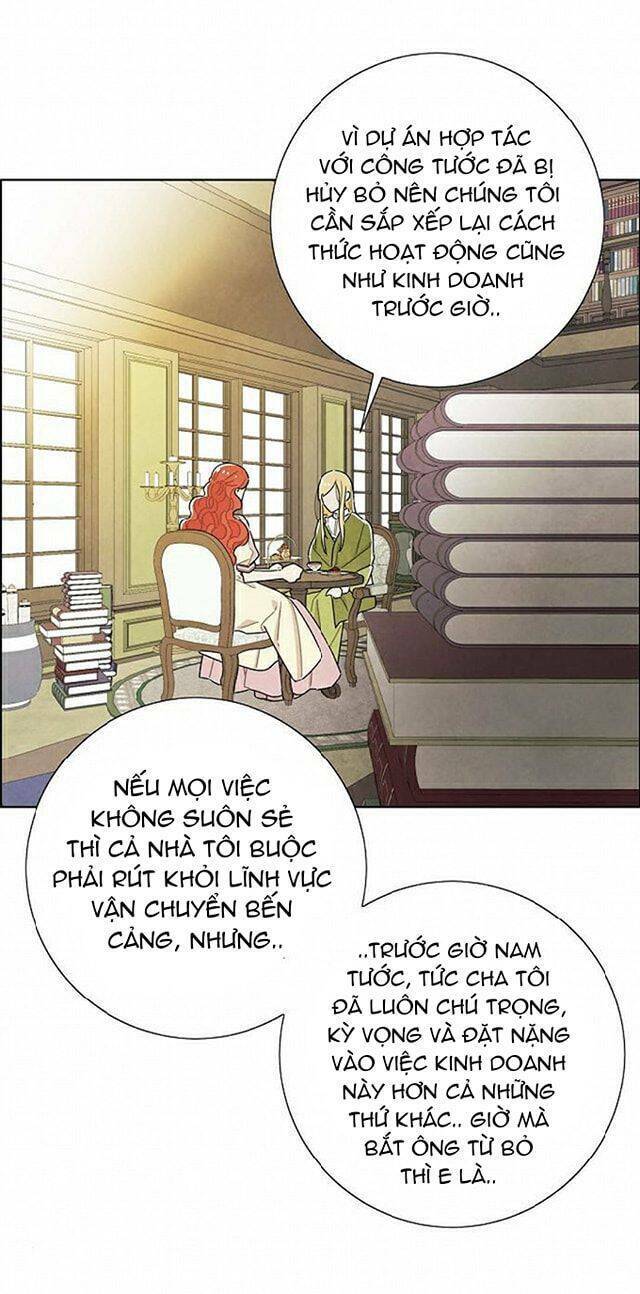 VÌ DỰ ÁN HỢP TÁC
VỚI CÔNG TƯỚC ĐÃ BỊ
HỦY BỎ NÊN CHÚNG TÔI
CẦN SẮP XẾP LẠI CÁCH
THỨC HOẠT ĐỘNG CŨNG
NHƯ KINH DOANH
TRƯỚC GIỜ..
NẾU MỌI VIỆC
KHÔNG SUÔN SẺ
THÌ CẢ NHÀ TÔI BUỘC
PHẢI RÚT KHỎI LĨNH VỰC
VẬN CHUYỂN BẾN
CẢNG, NHƯNG..
..TRƯỚC GIỜ NAM
TƯỚC, TỨC CHA TÔI
ĐÃ LUÔN CHÚ TRỌNG,
KỲ VỌNG VÀ ĐẶT NẶNG
VÀO VIỆC KINH DOANH
NÀY HƠN CẢ NHỮNG
THỨ KHÁC.. GIỜ MÀ
BẮT ÔNG TỪ BỎ
THÌ E LÀ..